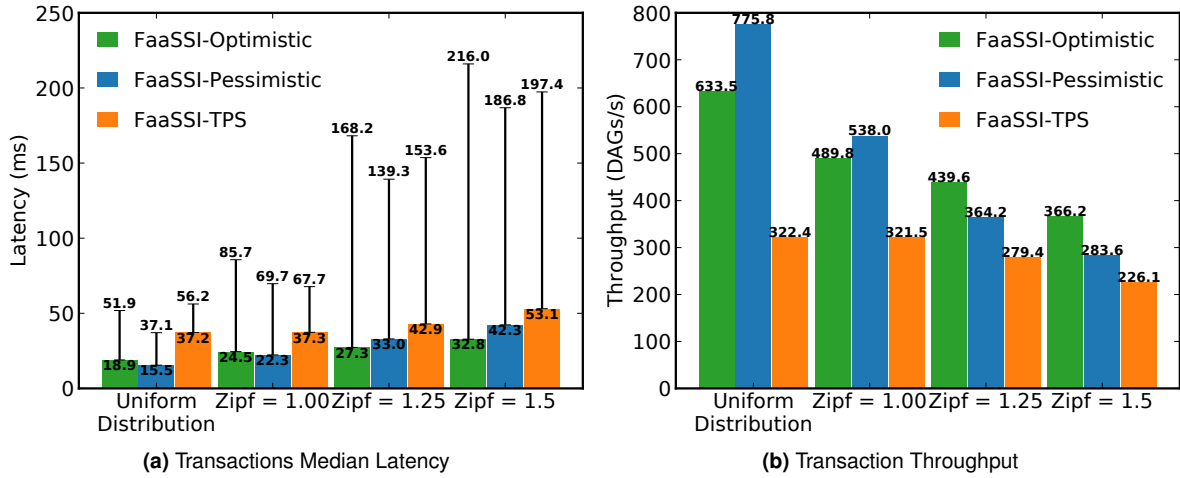 250
200
150
100
50
0
Latency (ms)
FaaSSI-Optimistic
FaaSSI-Pessimistic
FaaSSI-TPS
51.9
37.1
56.2
18.9
15.5
37.2
85.7
69.7
67.7
24.5
22.3
37.3
168.2
139.3
153.6
27.3
33.0
42.9
216.0
186.8
197.4
32.8
42.3
53.1
Uniform Distribution
Zipf = 1.00
Zipf = 1.25
Zipf = 1.5
(a) Transactions Median Latency
800
700
600
500
400
300
200
100
0
Throughput (DAGs/s)
FaaSSI-Optimistic
FaaSSI-Pessimistic
FaaSSI-TPS
633.5
775.8
322.4
489.8
538.0
321.5
439.6
364.2
279.4
366.2
283.6
226.1
Uniform
Distribution
Zipf = 1.00
Zipf = 1.25
Zipf = 1.5
(b) Transaction Throughput